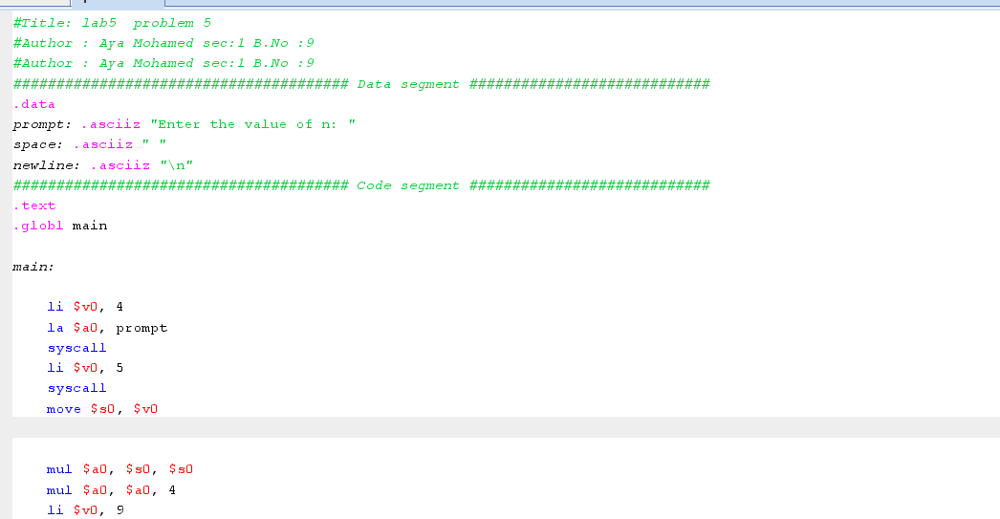 #Title: lab5  problem 5
#Author : Aya Mohamed sec:1 B.No :9
#Author : Aya Mohamed sec:1 B.No :9
####################################### Data segment ############################
.data
prompt: .asciiz "Enter the value of n: "
space: .asciiz " "
newline: .asciiz "\n"
####################################### Code segment ############################
.text
.globl main
main:
li $v0, 4
la $a0, prompt
syscall
li $v0, 5
syscall
move $s0, $v0
mul $a0, $s0, $s0
mul $a0, $a0, 4
li $v0, 9